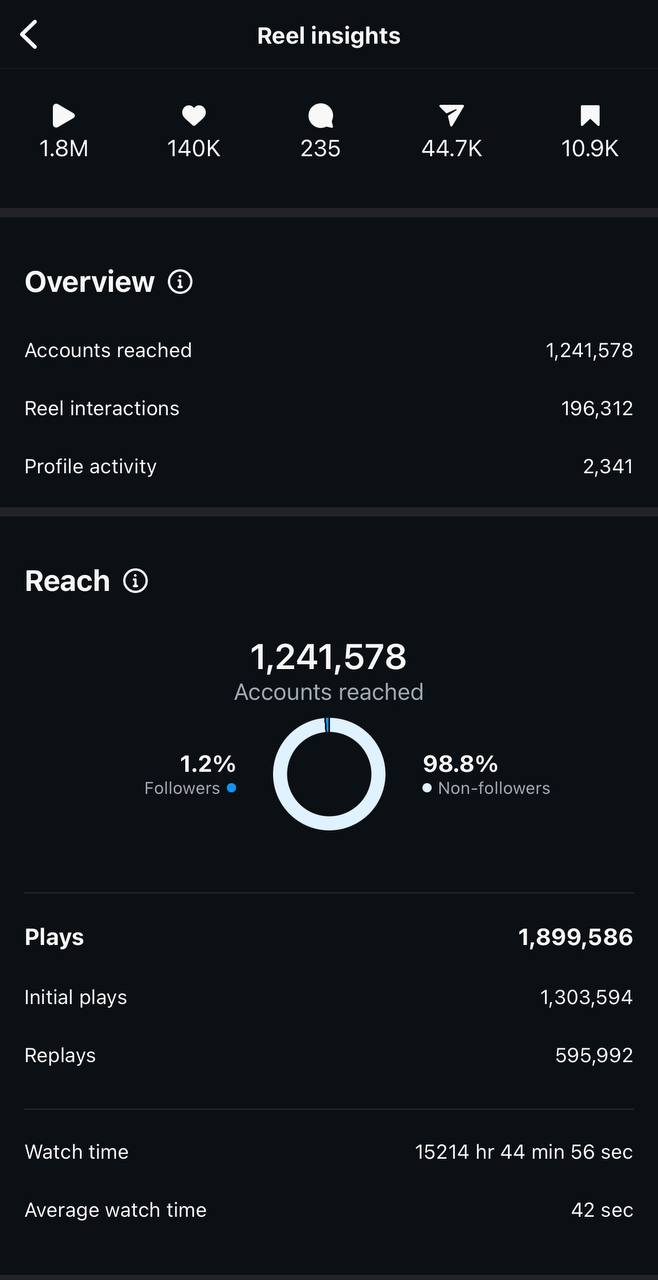 Reel insights
1.8M 140K 235 44.7K 10.9K
Overview
Accounts reached 1,241,578
Reel interactions 196,312
Profile activity 2,341
Reach
1,241,578
Accounts reached
1.2% 98.8%
Followers Non-followers
Plays 1,899,586
Initial plays 1,303,594
Replays 595,992
Watch time 15214 hr 44 min 56 sec
Average watch time 42 sec